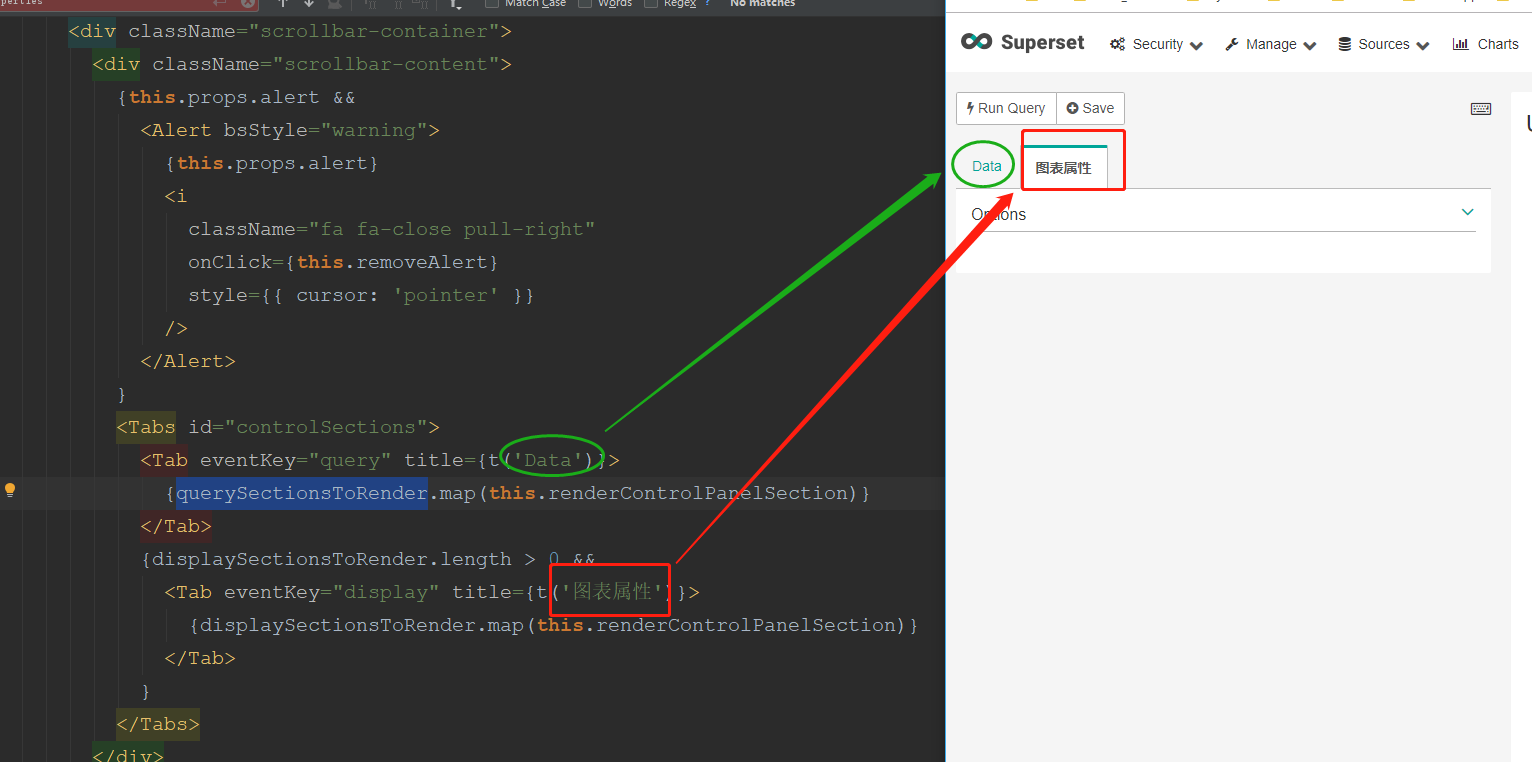 perties
Match Case
Words
Regex
?
No matches
<div className="scrollbar-container">
<div className="scrollbar-content">
{this.props.alert &&
<Alert bsStyle="warning">
{this.props.alert}
<i
className="fa fa-close pull-right"
onClick={this.removeAlert}
style={{ cursor: 'pointer' }}
/>
</Alert>
}
<Tabs id="controlSections">
<Tab eventKey="query" title={t('Data')}>
{querySectionsToRender.map(this.renderControlPanelSection)}
</Tab>
{displaySectionsToRender.length > 0 &&
<Tab eventKey="display" title={t('图表属性')}>
{displaySectionsToRender.map(this.renderControlPanelSection)}
</Tab>
}
</Tabs>
</div>
Superset
Security
Manage
Sources
Charts
Run Query
Save
Data
图表属性
Options